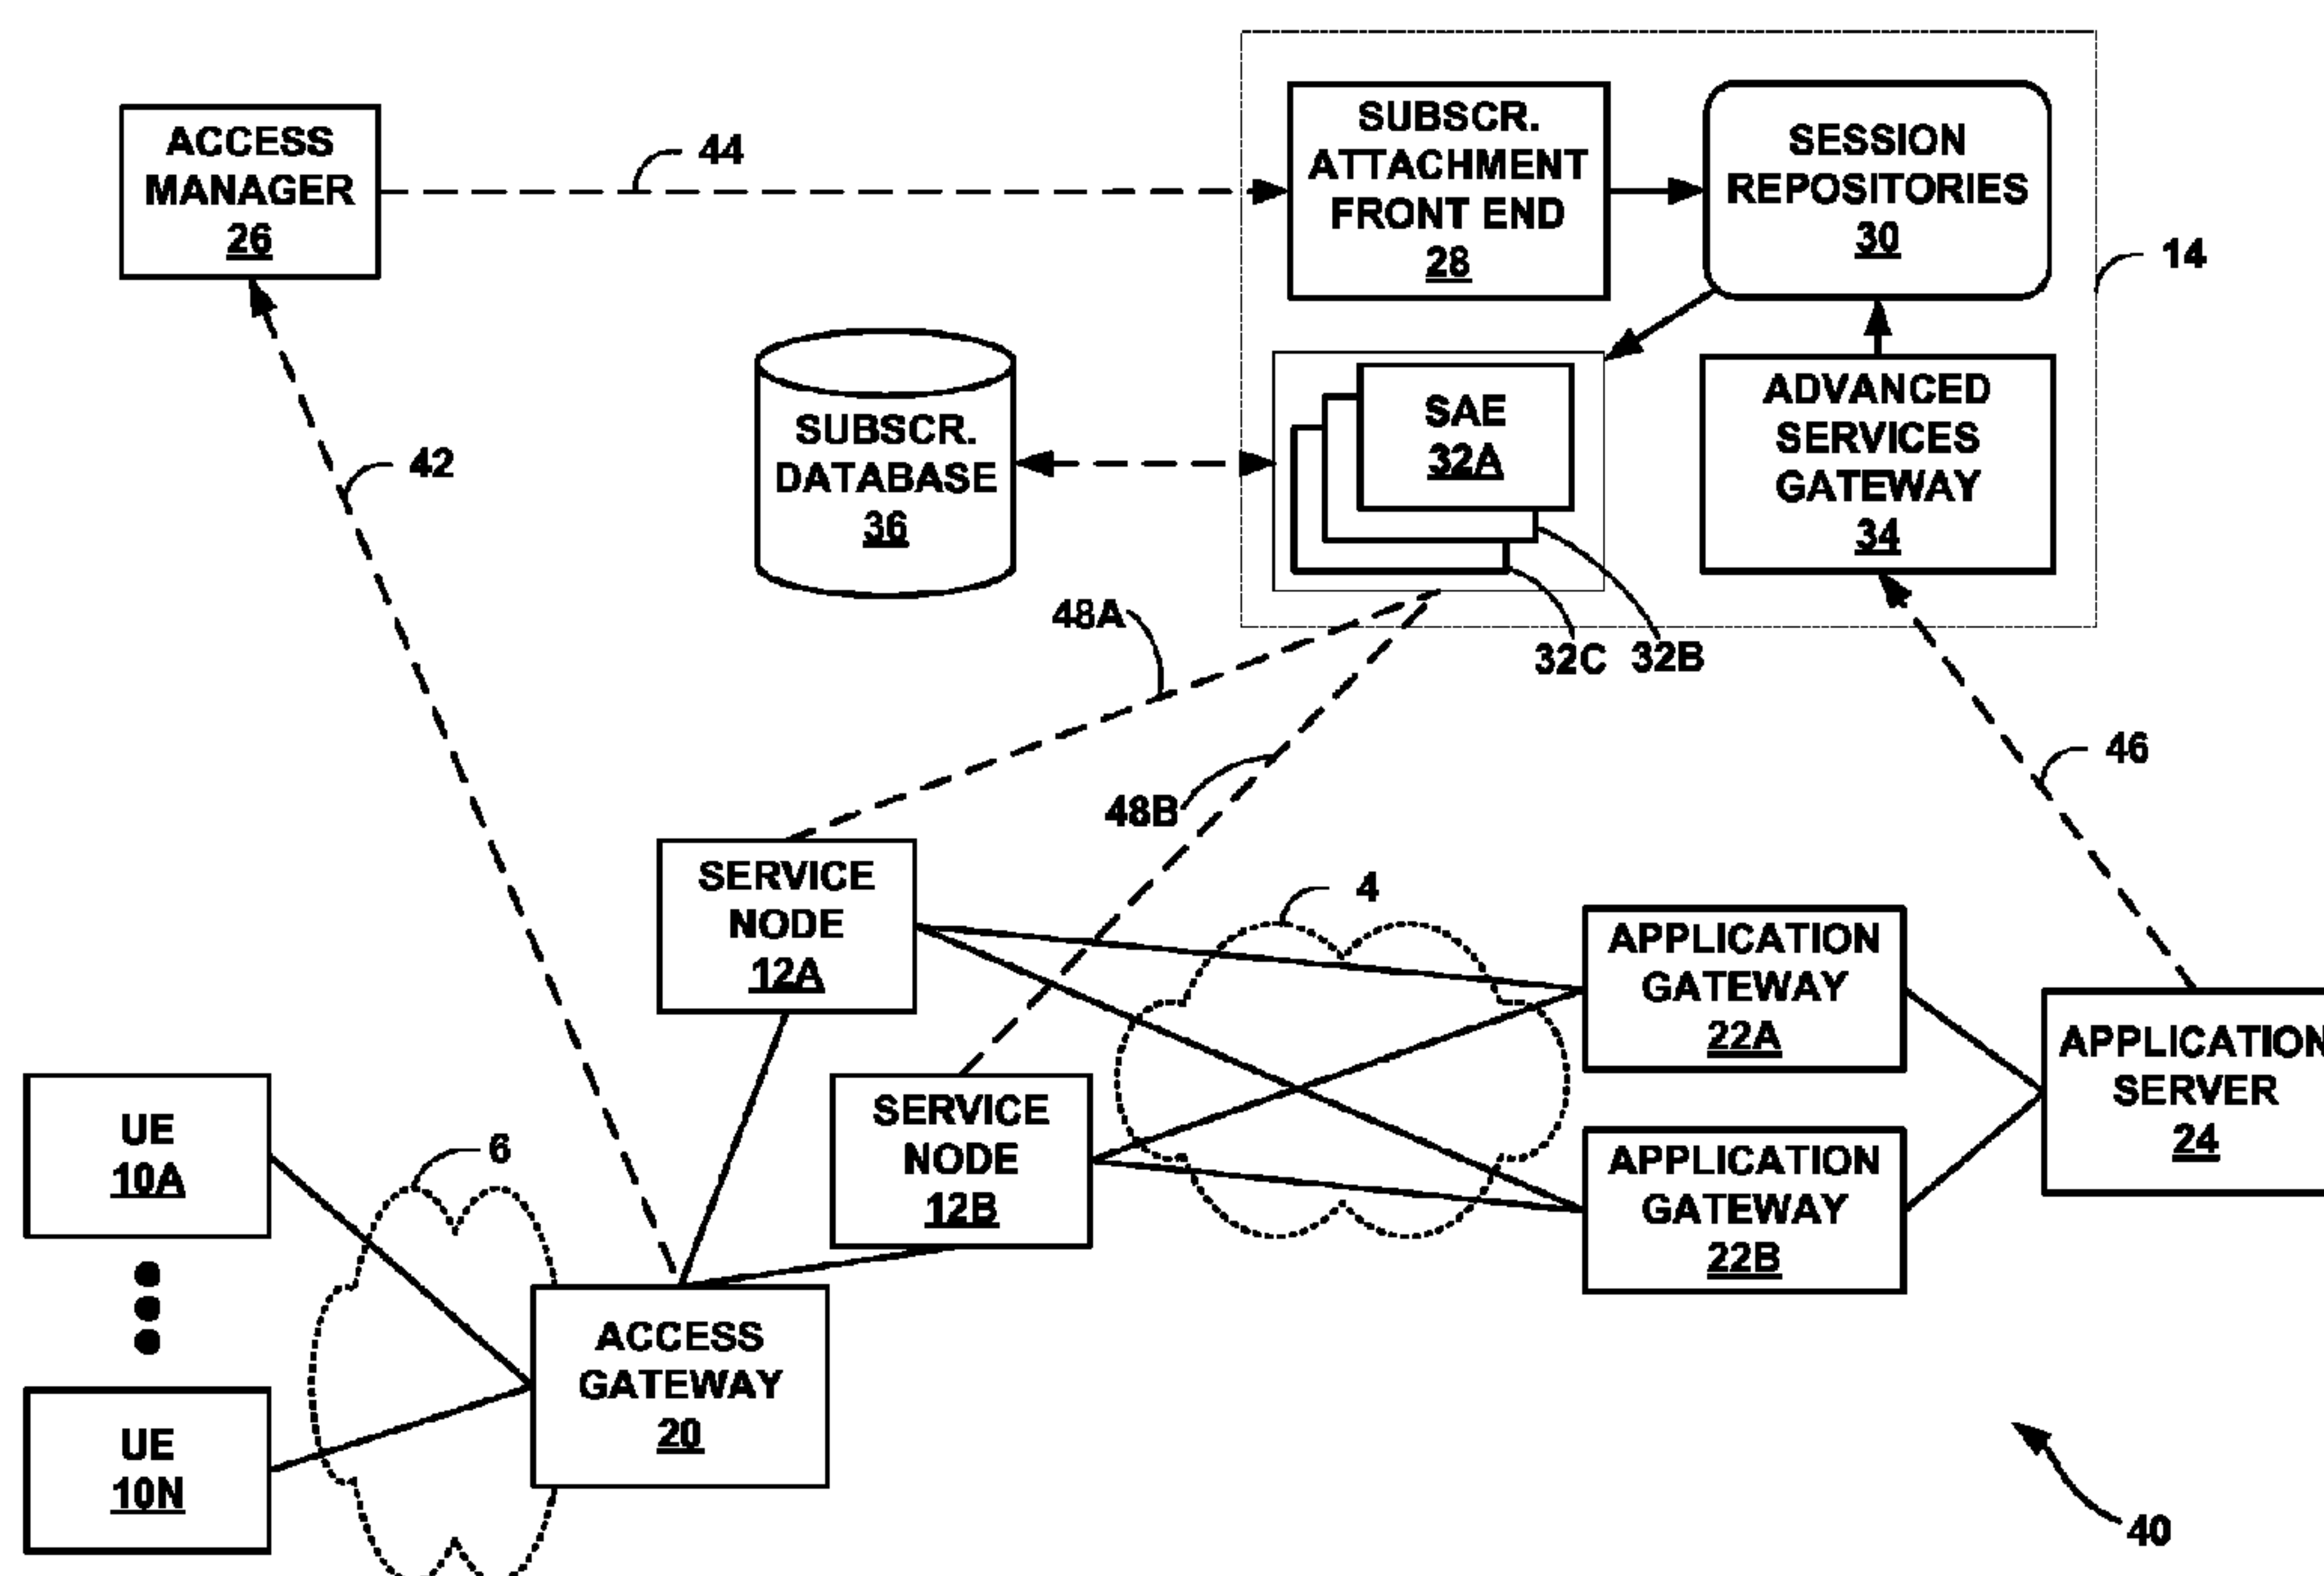 ACCESS
MANAGER
26
44
SUBSCR.
ATTACHMENT
FRONT END
28
SESSION
REPOSITORIES
30
14
SUBSCR.
DATABASE
36
SAE
32A
ADVANCED
SERVICES
GATEWAY
34
42
48A
32C
32B
46
48B
SERVICE
NODE
12A
4
APPLICATION
GATEWAY
22A
APPLICATION
SERVER
24
UE
10A
6
SERVICE
NODE
12B
APPLICATION
GATEWAY
22B
ACCESS
GATEWAY
20
UE
10N
40